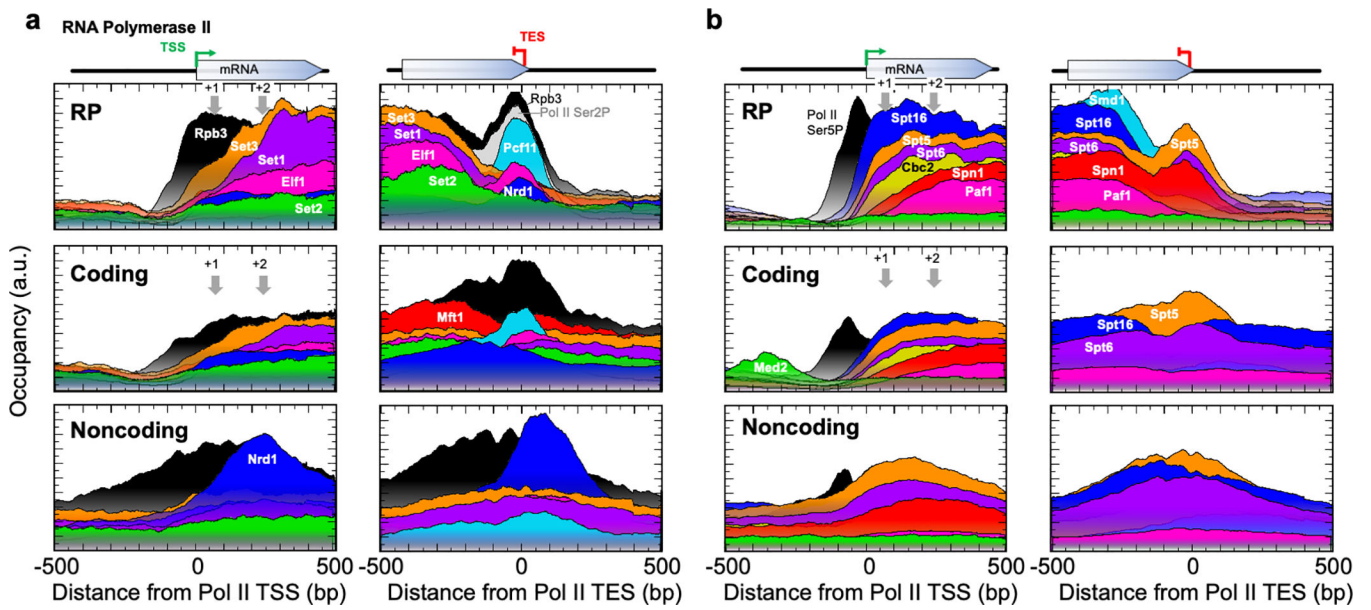 a
RNA Polymerase II
TSS
mRNA
TES
RP
+1
+2
Rpb3
Set3
Set1
Elf1
Set2
Set3
Set1
Elf1
Set2
Rpb3
Pol II Ser2P
Pcf11
Nrd1
Coding
+1
+2
Mft1
Noncoding
Nrd1
Occupancy (a.u.)
-500
0
500
-500
0
500
Distance from Pol II TSS (bp)
Distance from Pol II TES (bp)
b
TSS
mRNA
TES
RP
+1
+2
Pol II
Ser5P
Spt16
Spt5
Spt6
Cbc2
Spn1
Paf1
Smd1
Spt16
Spt6
Spn1
Paf1
Spt5
Coding
+1
+2
Med2
Spt16
Spt5
Spt6
Noncoding
-500
0
500
-500
0
500
Distance from Pol II TSS (bp)
Distance from Pol II TES (bp)